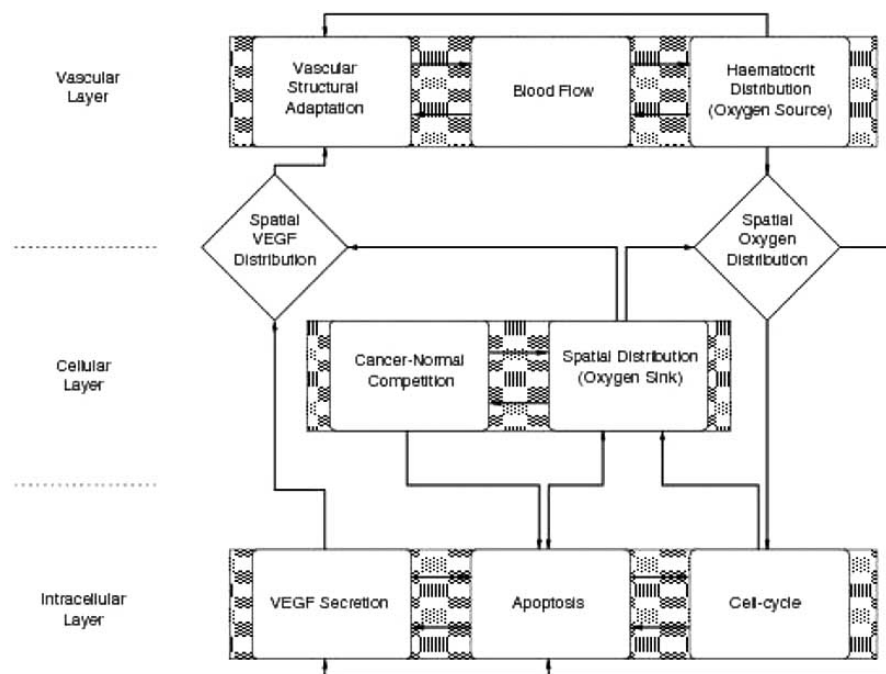 Vascular
Layer
Vascular
Structural
Adaptation
Blood Flow
Haematocrit
Distribution
(Oxygen Source)
Spatial
VEGF
Distribution
Spatial
Oxygen
Distribution
Cellular
Layer
Cancer-Normal
Competition
Spatial Distribution
(Oxygen Sink)
Intracellular
Layer
VEGF Secretion
Apoptosis
Cell-cycle